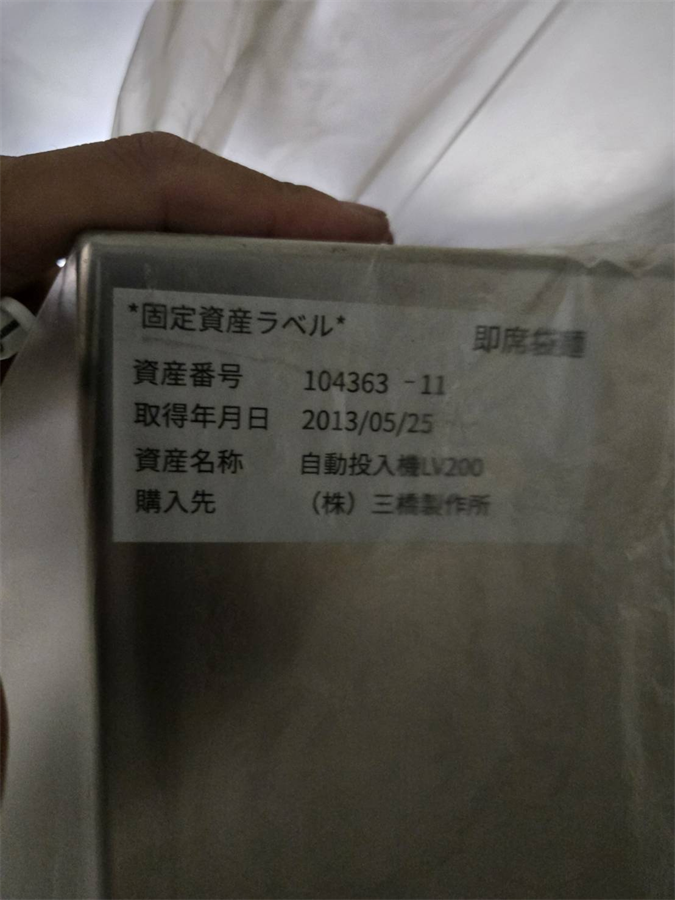 *固定資産ラベル*
即席袋麺
資産番号 104363 -11
取得年月日 2013/05/25
資産名称 自動投入機LV200
購入先 （株）三橋製作所